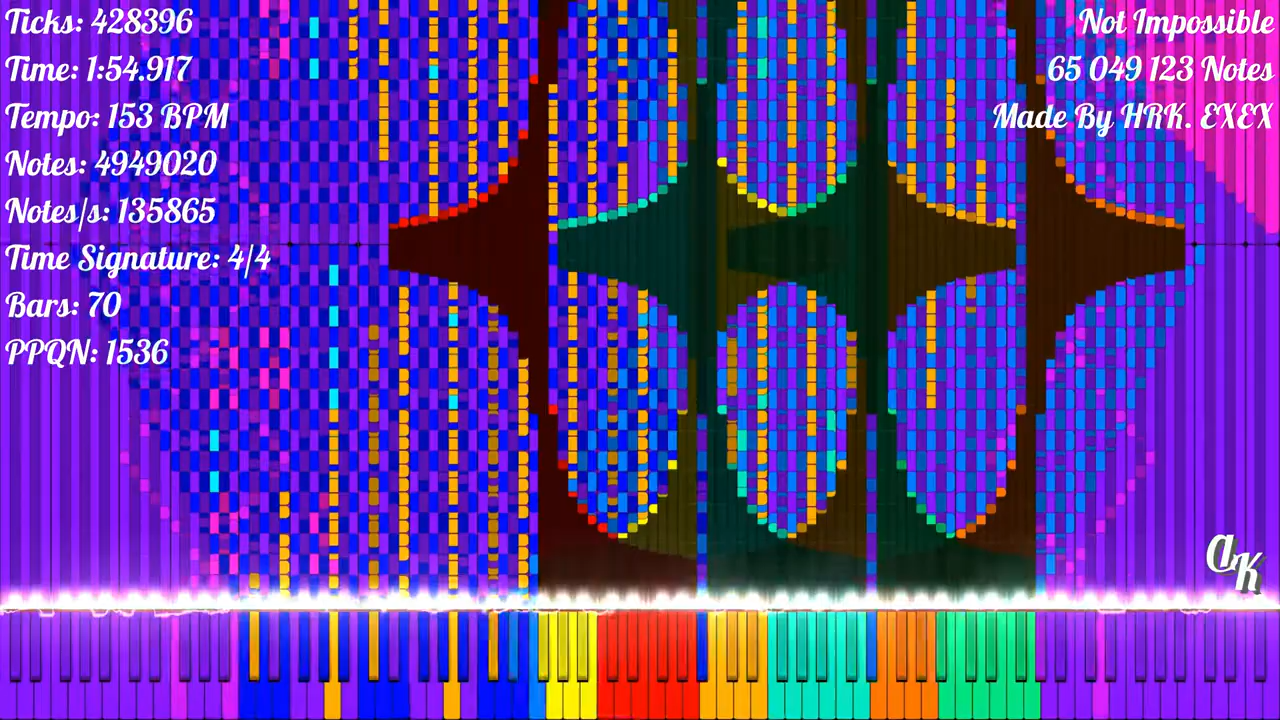 Ticks: 428396
Time: 1:54.917
Tempo: 153 BPM
Notes: 4949020
Notes/s: 135865
Time Signature: 4/4
Bars: 70
PPQN: 1536
Not Impossible
65 049 123 Notes
Made By HRK. EXEX
aK